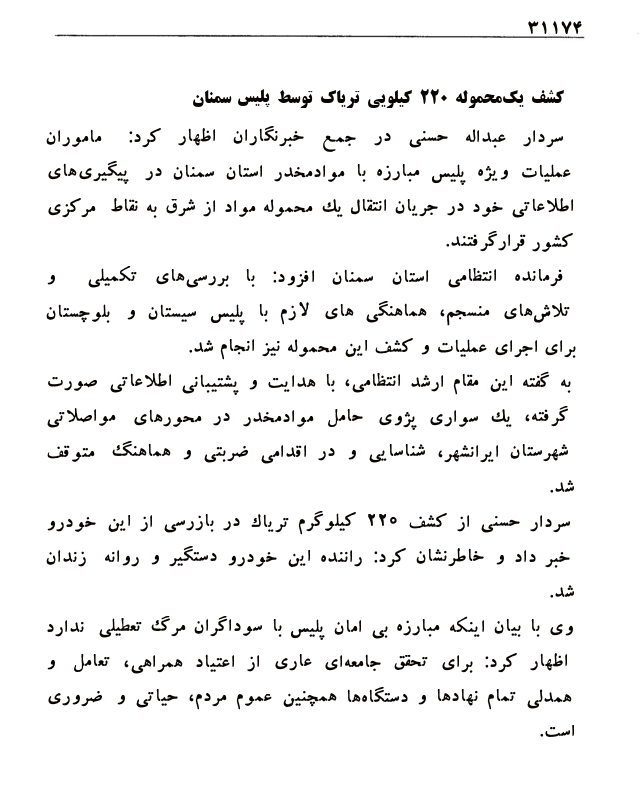 ۳۱۱۷۴
کشف یک‌محموله ۲۲۰ کیلویی تریاک توسط پلیس سمنان
سردار عبداله حسنی در جمع خبرنگاران اظهار کرد: ماموران
عملیات ویژه پلیس مبارزه با موادمخدر استان سمنان در پیگیری‌های
اطلاعاتی خود در جریان انتقال یك محموله مواد از شرق به نقاط مرکزی
کشور قرارگرفتند.
فرمانده انتظامی استان سمنان افزود: با بررسی‌های تکمیلی و
تلاش‌های منسجم، هماهنگی های لازم با پلیس سیستان و بلوچستان
برای اجرای عملیات و کشف این محموله نیز انجام شد.
به گفته این مقام ارشد انتظامی، با هدایت و پشتیبانی اطلاعاتی صورت
گرفته، یك سواری پژوی حامل موادمخدر در محورهای مواصلاتی
شهرستان ایرانشهر، شناسایی و در اقدامی ضربتی و هماهنگ متوقف
شد.
سردار حسنی از کشف ۲۲۰ کیلوگرم تریاك در بازرسی از این خودرو
خبر داد و خاطرنشان کرد: راننده این خودرو دستگیر و روانه زندان
شد.
وی با بیان اینکه مبارزه بی امان پلیس با سوداگران مرگ تعطیلی ندارد
اظهار کرد: برای تحقق جامعه‌ای عاری از اعتیاد همراهی، تعامل و
همدلی تمام نهادها و دستگاه‌ها همچنین عموم مردم، حیاتی و ضروری
است.